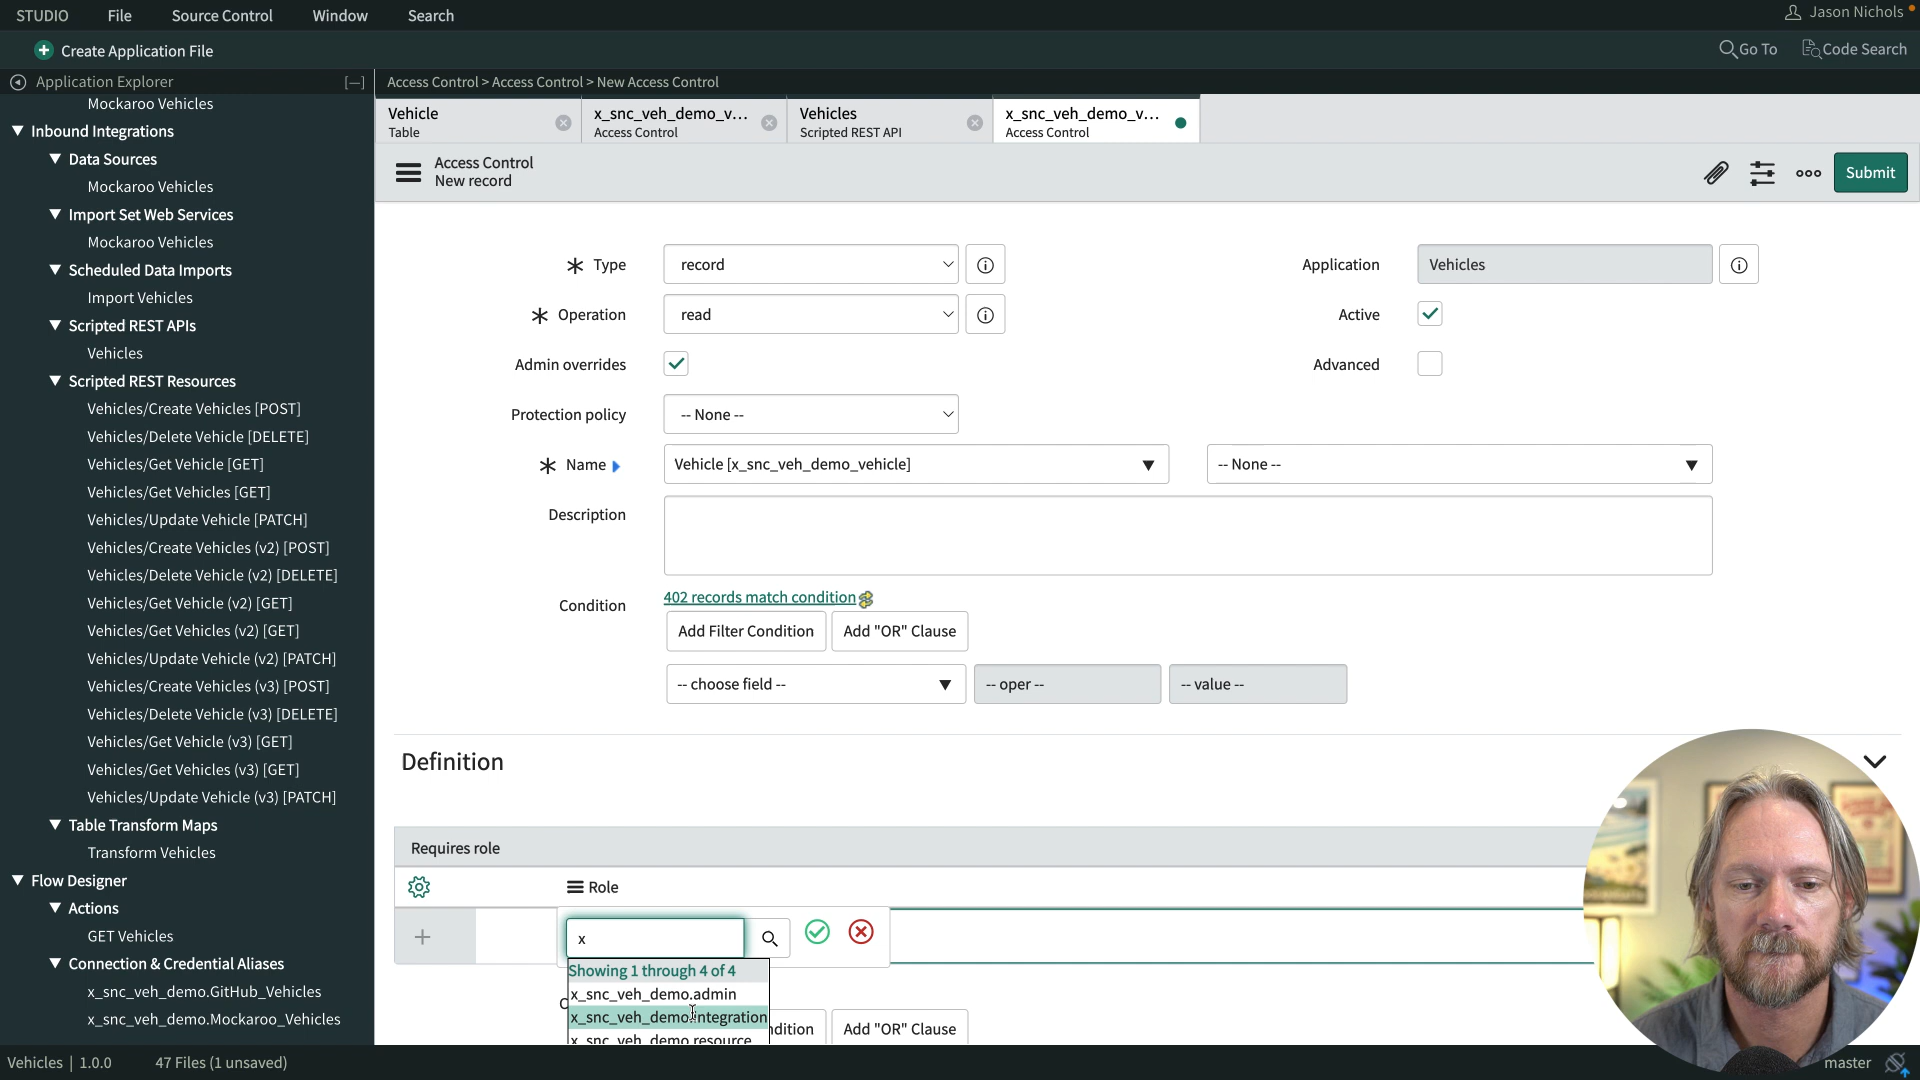 STUDIO File Source Control Window Search
Jason Nichols
Create Application File
Go To Code Search
Application Explorer [—]
Mockaroo Vehicles
Inbound Integrations
Data Sources
Mockaroo Vehicles
Import Set Web Services
Mockaroo Vehicles
Scheduled Data Imports
Import Vehicles
Scripted REST APIs
Vehicles
Scripted REST Resources
Vehicles/Create Vehicles [POST]
Vehicles/Delete Vehicle [DELETE]
Vehicles/Get Vehicle [GET]
Vehicles/Get Vehicles [GET]
Vehicles/Update Vehicle [PATCH]
Vehicles/Create Vehicles (v2) [POST]
Vehicles/Delete Vehicle (v2) [DELETE]
Vehicles/Get Vehicle (v2) [GET]
Vehicles/Get Vehicles (v2) [GET]
Vehicles/Update Vehicle (v2) [PATCH]
Vehicles/Create Vehicles (v3) [POST]
Vehicles/Delete Vehicle (v3) [DELETE]
Vehicles/Get Vehicle (v3) [GET]
Vehicles/Get Vehicles (v3) [GET]
Vehicles/Update Vehicle (v3) [PATCH]
Table Transform Maps
Transform Vehicles
Flow Designer
Actions
GET Vehicles
Connection & Credential Aliases
x_snc_veh_demo.GitHub_Vehicles
x_snc_veh_demo.Mockaroo_Vehicles
Access Control > Access Control > New Access Control
Vehicle
Table
x_snc_veh_demo_v...
Access Control
Vehicles
Scripted REST API
x_snc_veh_demo_v...
Access Control
Access Control
New record
Submit
Type record
Application Vehicles
Operation read
Active
Admin overrides
Advanced
Protection policy -- None --
Name Vehicle [x_snc_veh_demo_vehicle] -- None --
Description
Condition 402 records match condition
Add Filter Condition Add "OR" Clause
-- choose field -- -- oper -- -- value --
Definition
Requires role
Role
x
Showing 1 through 4 of 4
x_snc_veh_demo.admin
x_snc_veh_demo.integration
x_snc_veh_demo.resource
Add "OR" Clause
Vehicles | 1.0.0 47 Files (1 unsaved)
master